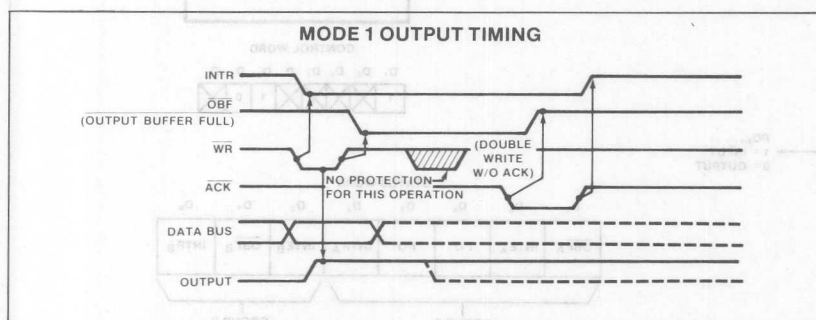 MODE 1 OUTPUT TIMING
INTR
OBF
(OUTPUT BUFFER FULL)
WR
(DOUBLE
WRITE
W/O ACK)
NO PROTECTION
FOR THIS OPERATION
ACK
DATA BUS
OUTPUT